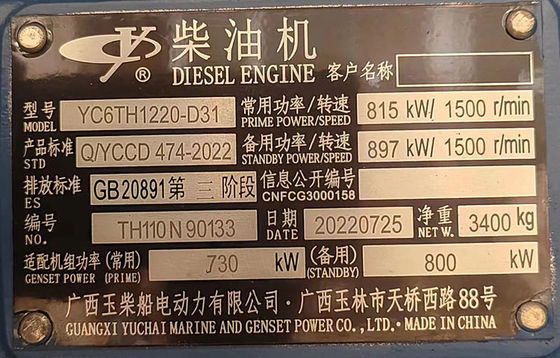 柴油机
DIESEL ENGINE 客户名称
®
型号 YC6TH1220-D31 常用功率/转速 815 kW/ 1500 r/min
MODEL PRIME POWER/SPEED
产品标准 Q/YCCD 474-2022 备用功率/转速 897 kW/ 1500 r/min
STD STANDBY POWER/SPEED
排放标准 GB20891第 三 阶段 信息公开编号
ES CNFCG3000158
编号 TH110N90133 日期 20220725 净重 3400kg
NO. DATE NET W.
适配机组功率 (常用) 730 kW (备用) 800 kW
GENSET POWER (PRIME) (STANDBY)
广西玉柴船电动力有限公司·广西玉林市天桥西路88号
GUANGXI YUCHAI MARINE AND GENSET POWER CO., LTD.·MADE IN CHINA